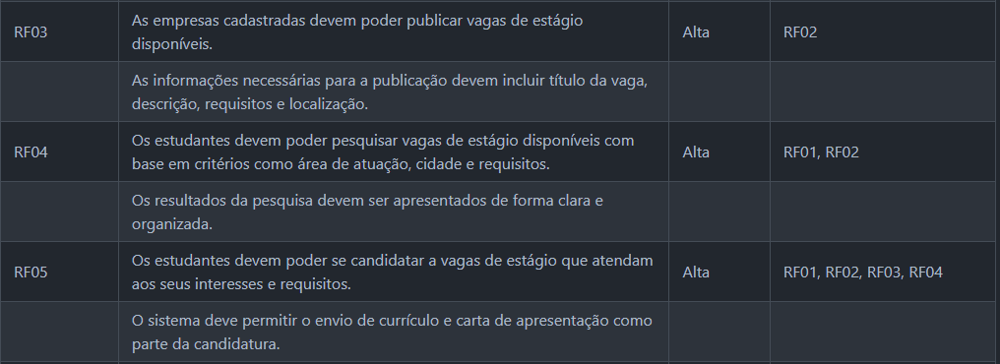 RF03
As empresas cadastradas devem poder publicar vagas de estágio
disponíveis.
Alta
RF02
As informações necessárias para a publicação devem incluir título da vaga,
descrição, requisitos e localização.
RF04
Os estudantes devem poder pesquisar vagas de estágio disponíveis com
base em critérios como área de atuação, cidade e requisitos.
Alta
RF01, RF02
Os resultados da pesquisa devem ser apresentados de forma clara e
organizada.
RF05
Os estudantes devem poder se candidatar a vagas de estágio que atendam
aos seus interesses e requisitos.
Alta
RF01, RF02, RF03, RF04
O sistema deve permitir o envio de currículo e carta de apresentação como
parte da candidatura.